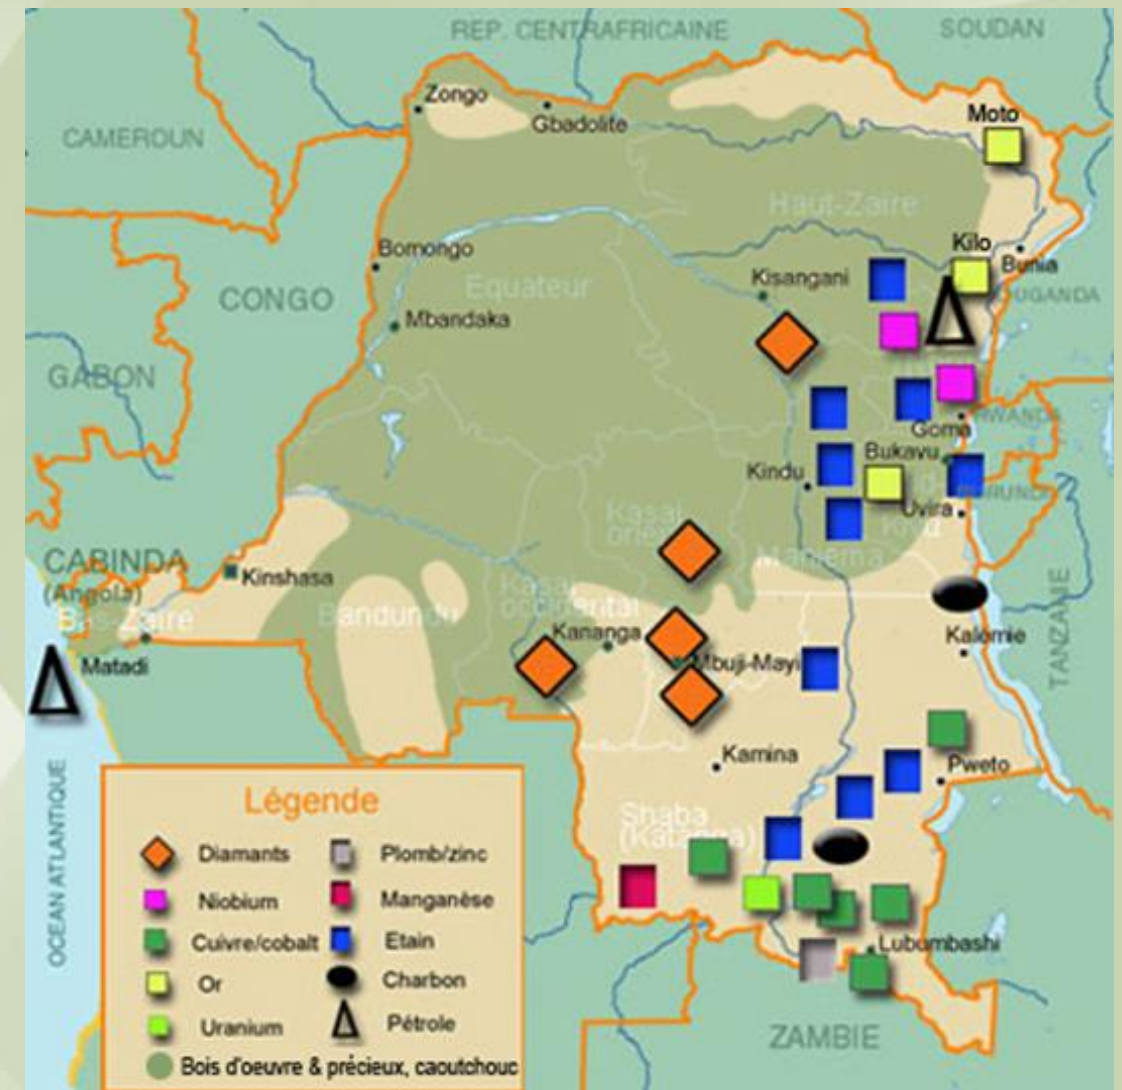 REP. CENTRAFRICAINE
SOUDAN
Zongo
Gbadolite
Moto
CAMEROUN
Haut-Zaire
Kilo
Bunia
Bomongo
Kisangani
OUGANDA
CONGO
Equateur
Mbandaka
GABON
RWANDA
Goma
Bukavu
Kindu
BURUNDI
Uvira
Kivu
Kasai
oriental
Maniema
CABINDA
(Angola)
Kinshasa
Kasai
occidental
Bas-Zaire
Bandundu
Kananga
Kalomie
TANZANIE
Matadi
Mbuji-Mayi
Kamina
Pweto
OCEAN ATLANTIQUE
Shaba
(Katanga)
Lubumbashi
ZAMBIE
Légende
Diamants
Plomb/zinc
Niobium
Manganèse
Cuivre/cobalt
Etain
Or
Charbon
Uranium
Pétrole
Bois d'oeuvre & précieux, caoutchouc